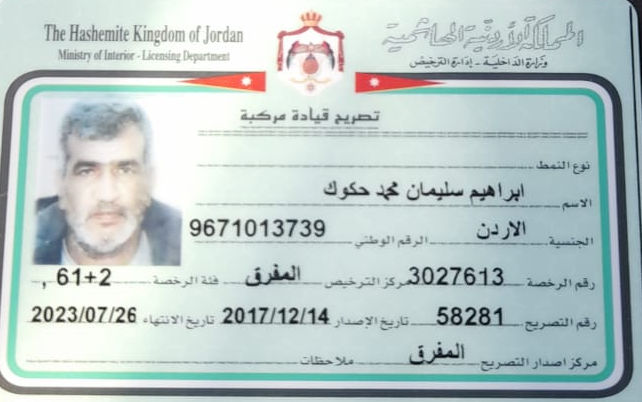 The Hashemite Kingdom of Jordan
المملكة الأردنية الهاشمية
Ministry of Interior - Licensing Department
وزارة الداخلية - إدارة الترخيص
تصريح قيادة مركبة
نوع النمط
الاسم ابراهيم سليمان محمد حكوك
الجنسية الاردن الرقم الوطني 9671013739
رقم الرخصة 3027613 مركز الترخيص المفرق فئة الرخصة 61+2 ,
رقم التصريح 58281 تاريخ الإصدار 2017/12/14 تاريخ الانتهاء 2023/07/26
مركز اصدار التصريح المفرق ملاحظات